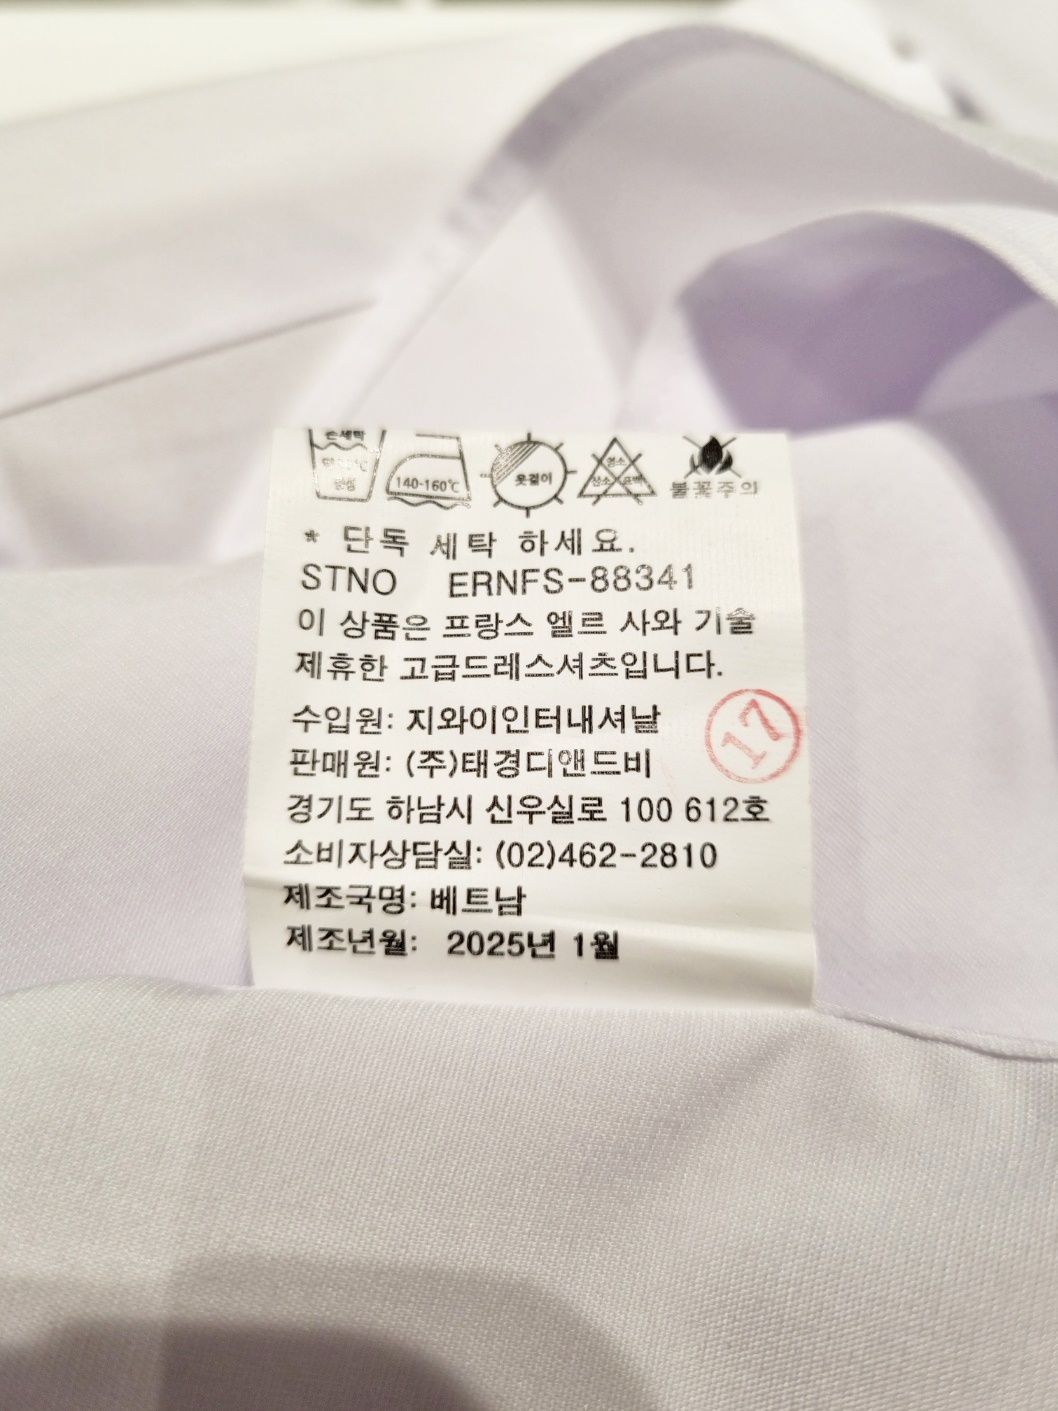 손세탁
140-160℃
옷걸이
염소
불꽃주의
* 단독 세탁 하세요.
STNO ERNFS-88341
이 상품은 프랑스 엘르 사와 기술
제휴한 고급드레스셔츠입니다.
수입원: 지와이인터내셔날
17
판매원: (주)태경디앤드비
경기도 하남시 신우실로 100 612호
소비자상담실: (02)462-2810
제조국명: 베트남
제조년월: 2025년 1월